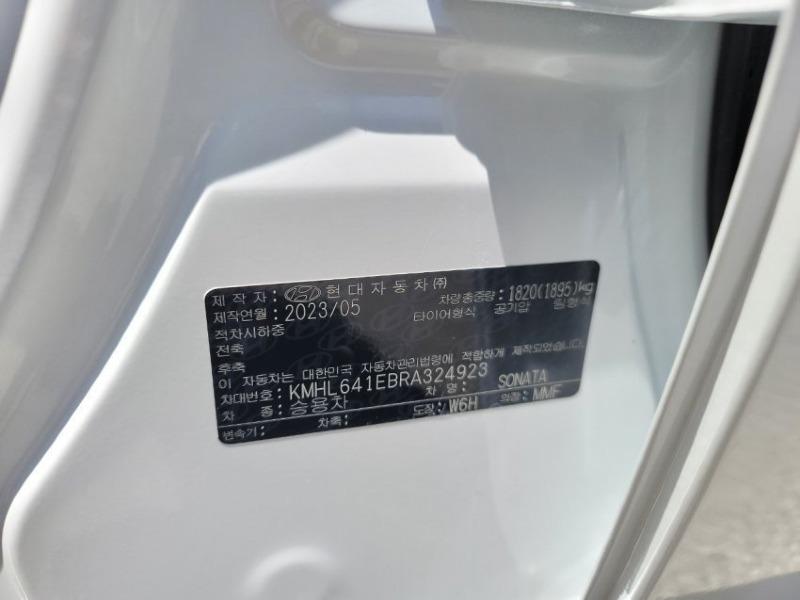 제작자: 현대자동차㈜ 차량총중량: 1820(1895)kg
제작연월: 2023/05 타이어형식 공기압 림형식
적차시하중
전축
후축
이 자동차는 대한민국 자동차관리법령에 적합하게 제작되었습니다.
차대번호: KMHL641EBRA324923 차명: SONATA
차종: 승용차 도장: W6H 의장: MMF
변속기: 차축: